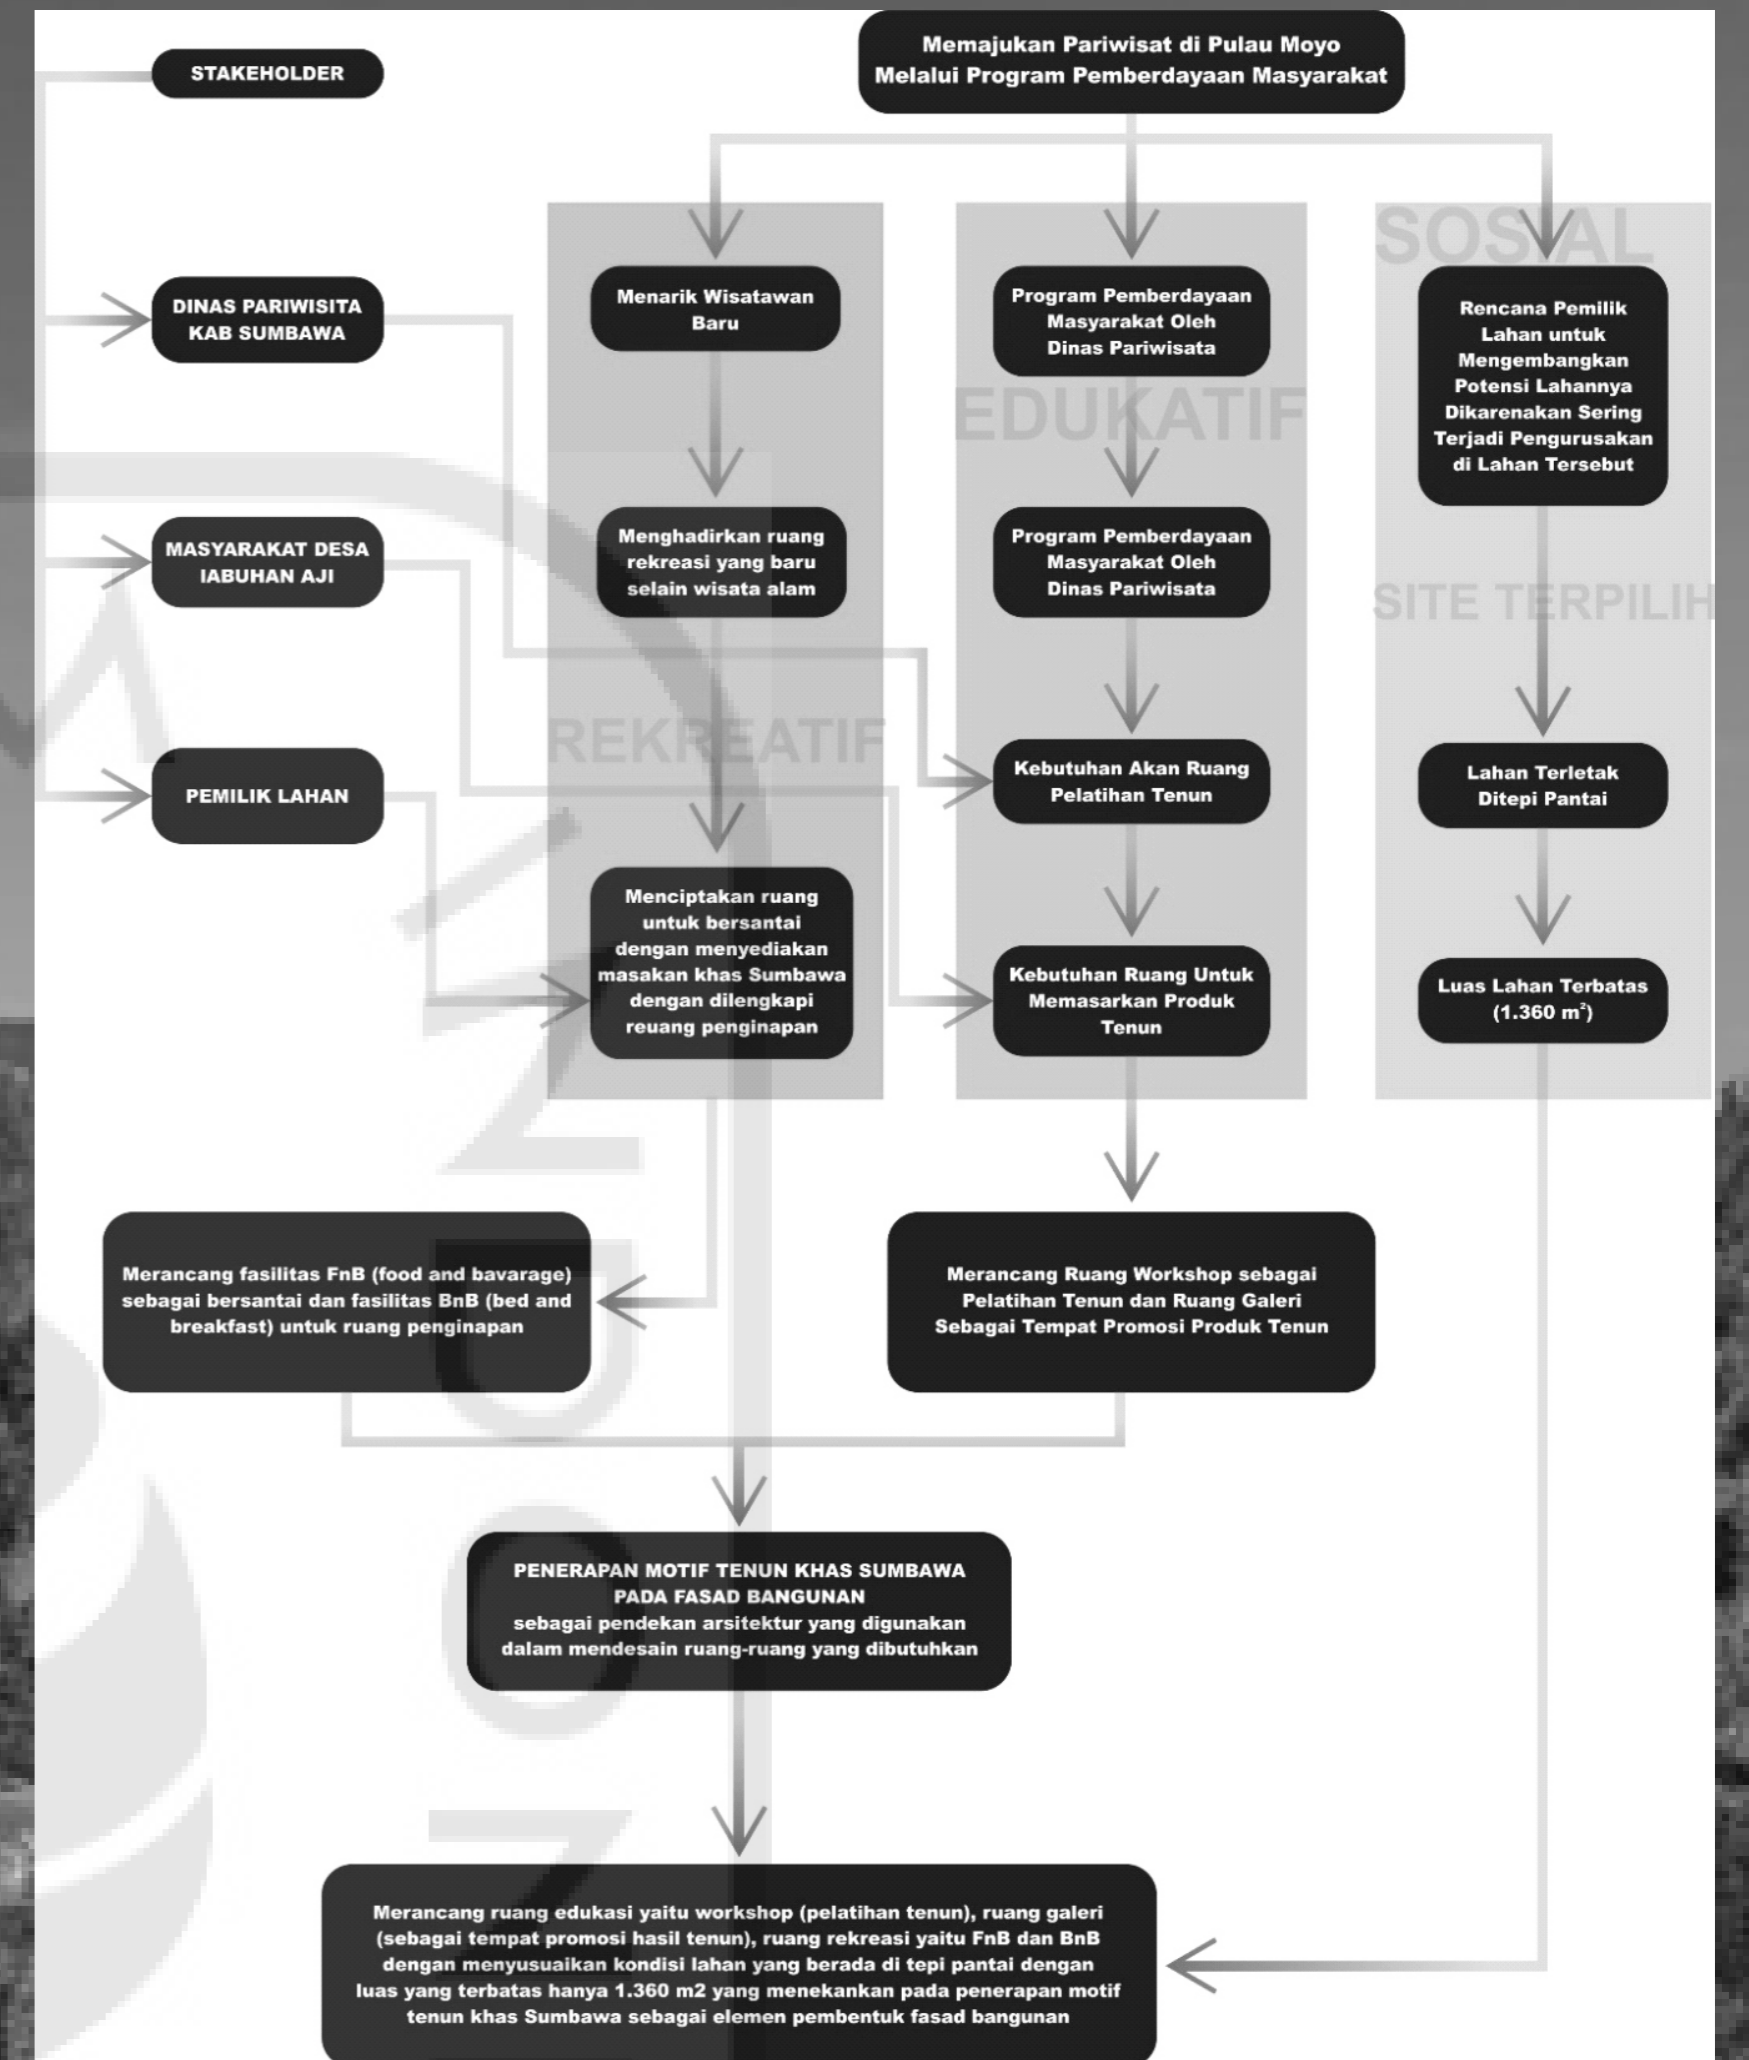 STAKEHOLDER
Memajukan Pariwisat di Pulau Moyo
Melalui Program Pemberdayaan Masyarakat
DINAS PARIWISITA
KAB SUMBAWA
MASYARAKAT DESA
IABUHAN AJI
PEMILIK LAHAN
REKREATIF
Menarik Wisatawan
Baru
Menghadirkan ruang
rekreasi yang baru
selain wisata alam
Menciptakan ruang
untuk bersantai
dengan menyediakan
masakan khas Sumbawa
dengan dilengkapi
reuang penginapan
EDUKATIF
Program Pemberdayaan
Masyarakat Oleh
Dinas Pariwisata
Program Pemberdayaan
Masyarakat Oleh
Dinas Pariwisata
Kebutuhan Akan Ruang
Pelatihan Tenun
Kebutuhan Ruang Untuk
Memasarkan Produk
Tenun
SOSIAL
Rencana Pemilik
Lahan untuk
Mengembangkan
Potensi Lahannya
Dikarenakan Sering
Terjadi Pengurusakan
di Lahan Tersebut
SITE TERPILIH
Lahan Terletak
Ditepi Pantai
Luas Lahan Terbatas
(1.360 m²)
Merancang fasilitas FnB (food and bavarage)
sebagai bersantai dan fasilitas BnB (bed and
breakfast) untuk ruang penginapan
Merancang Ruang Workshop sebagai
Pelatihan Tenun dan Ruang Galeri
Sebagai Tempat Promosi Produk Tenun
PENERAPAN MOTIF TENUN KHAS SUMBAWA
PADA FASAD BANGUNAN
sebagai pendekan arsitektur yang digunakan
dalam mendesain ruang-ruang yang dibutuhkan
Merancang ruang edukasi yaitu workshop (pelatihan tenun), ruang galeri
(sebagai tempat promosi hasil tenun), ruang rekreasi yaitu FnB dan BnB
dengan menyusuaikan kondisi lahan yang berada di tepi pantai dengan
luas yang terbatas hanya 1.360 m2 yang menekankan pada penerapan motif
tenun khas Sumbawa sebagai elemen pembentuk fasad bangunan